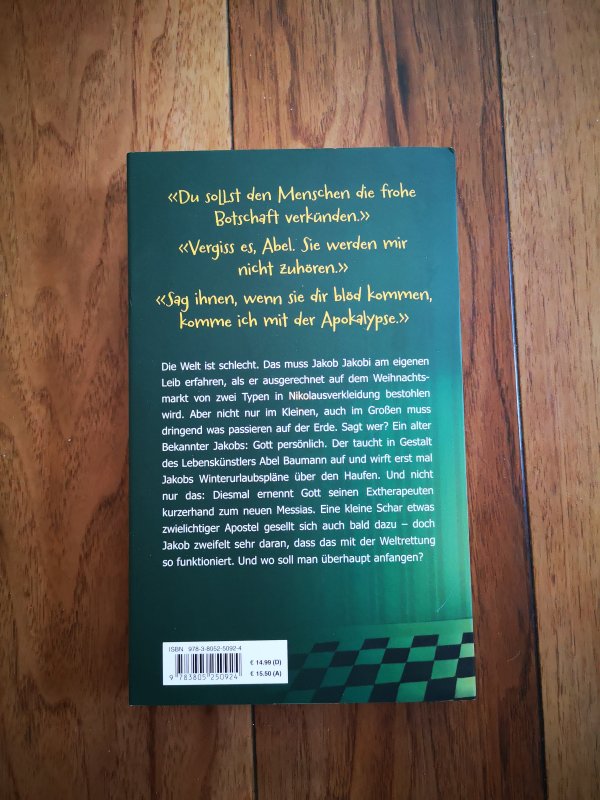 «Du sollst den Menschen die frohe
Botschaft verkünden.»
«Vergiss es, Abel. Sie werden mir
nicht zuhören.»
«Sag ihnen, wenn sie dir blöd kommen,
komme ich mit der Apokalypse.»
Die Welt ist schlecht. Das muss Jakob Jakobi am eigenen
Leib erfahren, als er ausgerechnet auf dem Weihnachts-
markt von zwei Typen in Nikolausverkleidung bestohlen
wird. Aber nicht nur im Kleinen, auch im Großen muss
dringend was passieren auf der Erde. Sagt wer? Ein alter
Bekannter Jakobs: Gott persönlich. Der taucht in Gestalt
des Lebenskünstlers Abel Baumann auf und wirft erst mal
Jakobs Winterurlaubspläne über den Haufen. Und nicht
nur das: Diesmal ernennt Gott seinen Extherapeuten
kurzerhand zum neuen Messias. Eine kleine Schar etwas
zwielichtiger Apostel gesellt sich auch bald dazu – doch
Jakob zweifelt sehr daran, dass das mit der Weltrettung
so funktioniert. Und wo soll man überhaupt anfangen?
ISBN 978-3-8052-5092-4
€ 14.99 (D)
€ 15.50 (A)
9 783805 250924